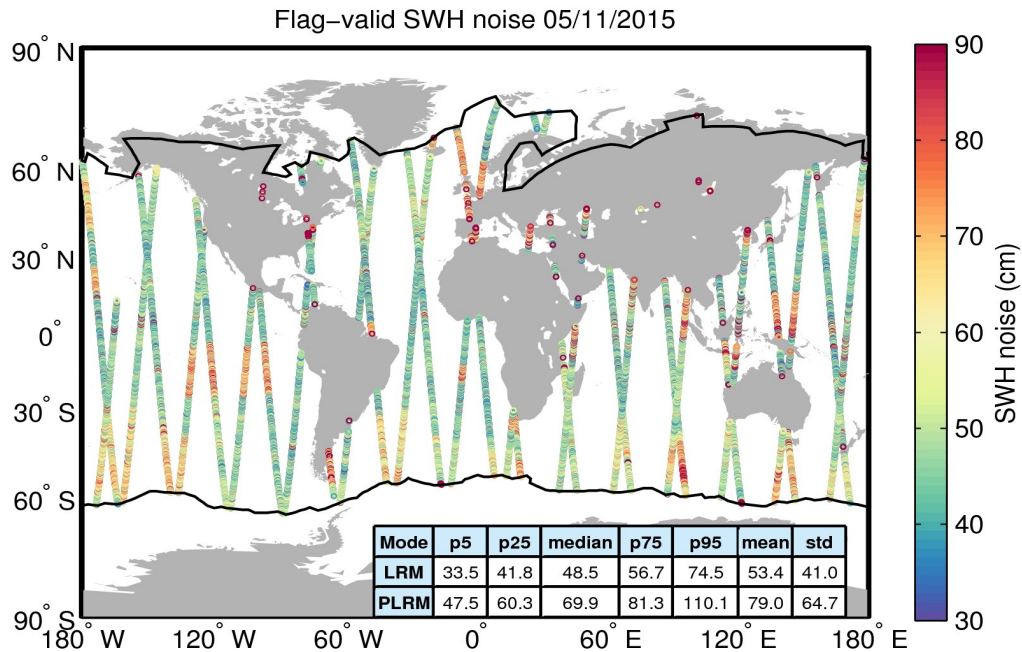 Flag−valid SWH noise 05/11/2015
90° N
60° N
30° N
0°
30° S
60° S
90° S
180° W
120° W
60° W
0°
60° E
120° E
180° E
90
80
70
60
50
40
30
SWH noise (cm)
Mode p5 p25 median p75 p95 mean std
LRM 33.5 41.8 48.5 56.7 74.5 53.4 41.0
PLRM 47.5 60.3 69.9 81.3 110.1 79.0 64.7